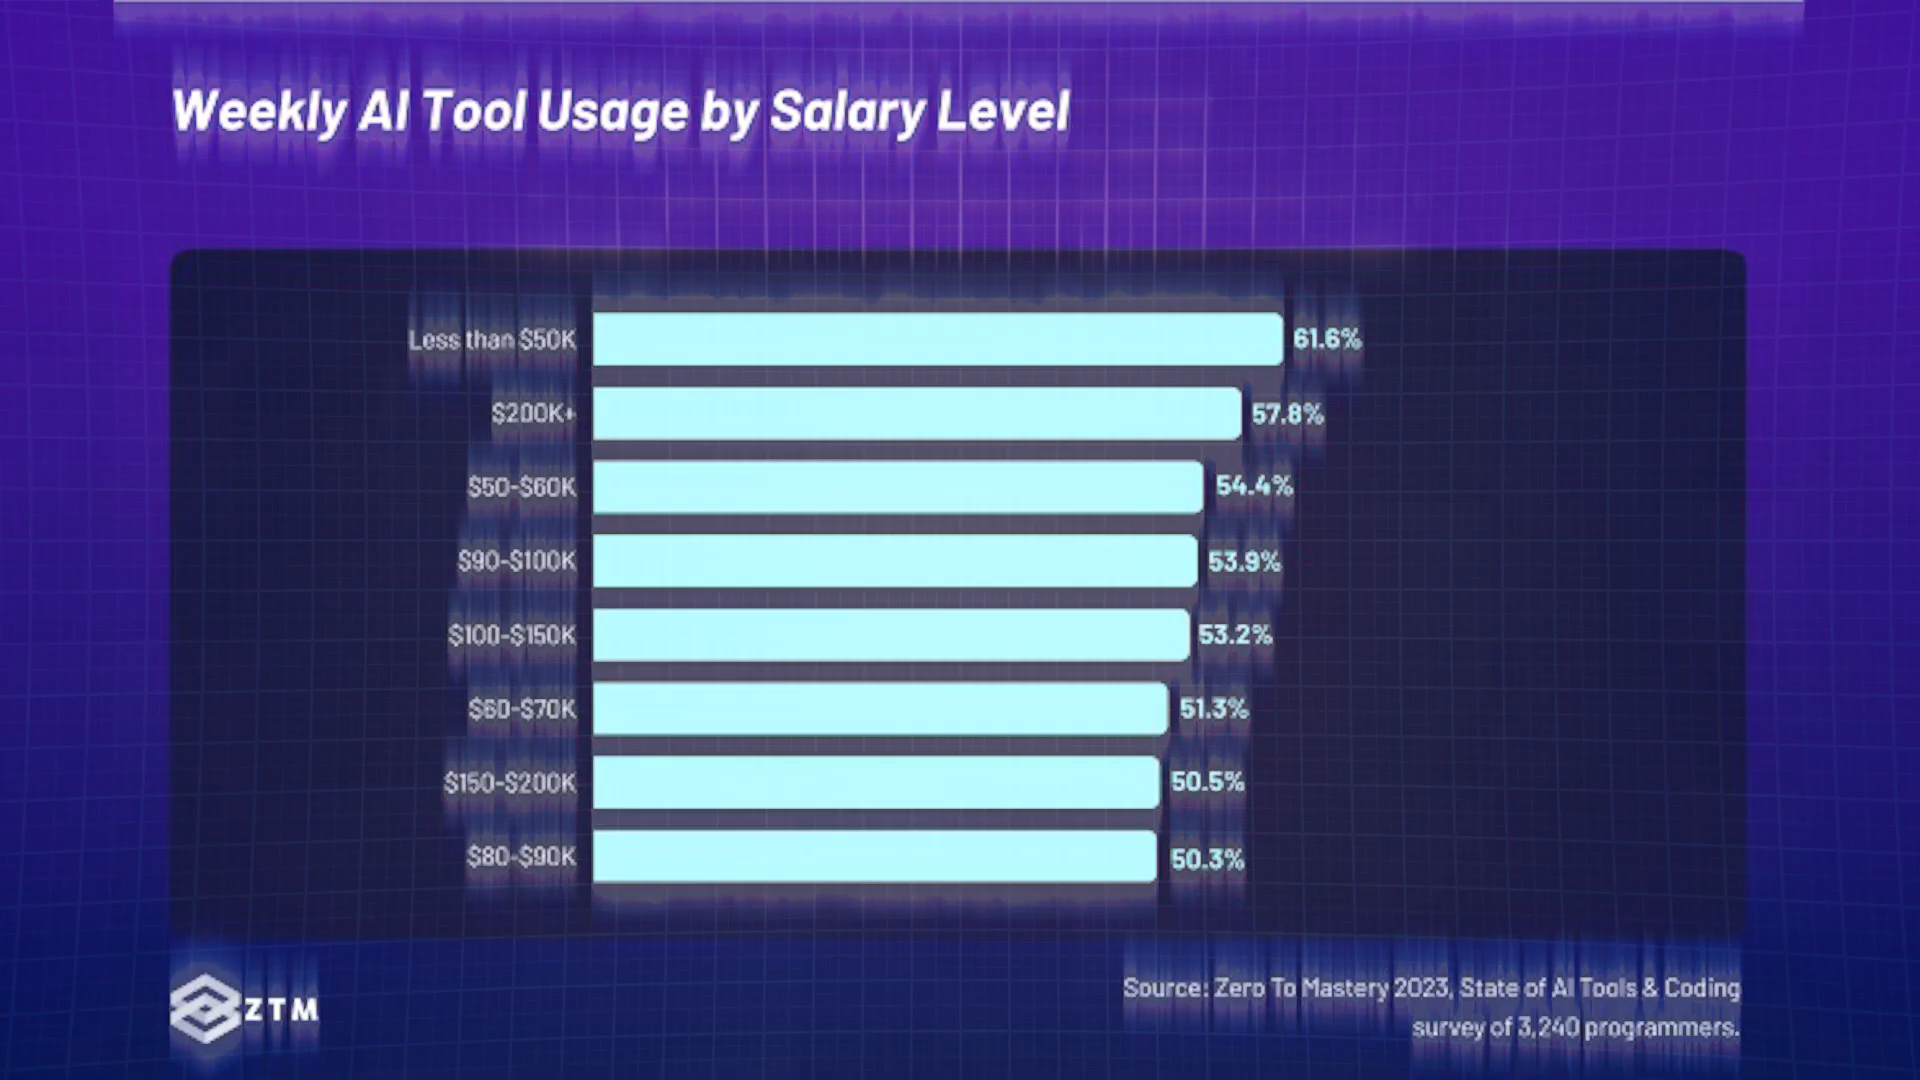 Weekly AI Tool Usage by Salary Level
Less than $50K 61.6%
$200K+ 57.8%
$50-$60K 54.4%
$90-$100K 53.9%
$100-$150K 53.2%
$60-$70K 51.3%
$150-$200K 50.5%
$80-$90K 50.3%
ZTM
Source: Zero To Mastery 2023, State of AI Tools & Coding
survey of 3,240 programmers.